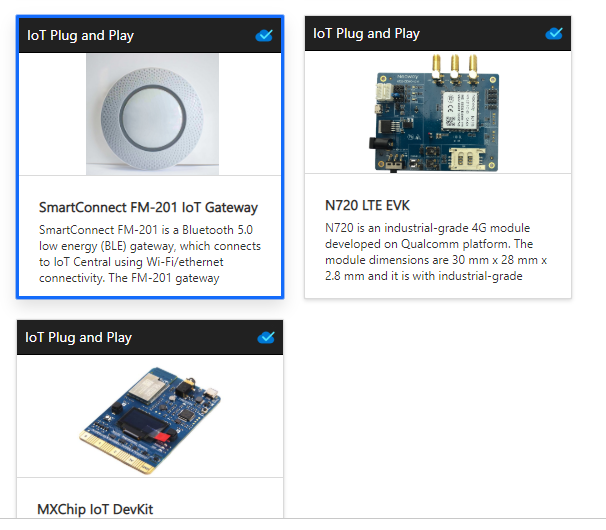 IoT Plug and Play
SmartConnect FM-201 IoT Gateway
SmartConnect FM-201 is a Bluetooth 5.0
low energy (BLE) gateway, which connects
to IoT Central using Wi-Fi/ethernet
connectivity. The FM-201 gateway
IoT Plug and Play
N720 LTE EVK
N720 is an industrial-grade 4G module
developed on Qualcomm platform. The
module dimensions are 30 mm x 28 mm x
2.8 mm and it is with industrial-grade
IoT Plug and Play
MXChip IoT DevKit